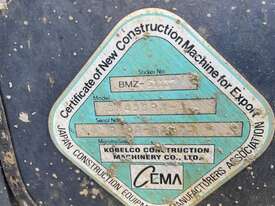 Certificate of New Construction Machine for Export
Sticker No.
BMZ-
Model
Serial No
KOBELCO CONSTRUCTION
MACHINERY CO., LTD.
CEMA
JAPAN CONSTRUCTION EQUIPMENT MANUFACTURERS ASSOCIATION